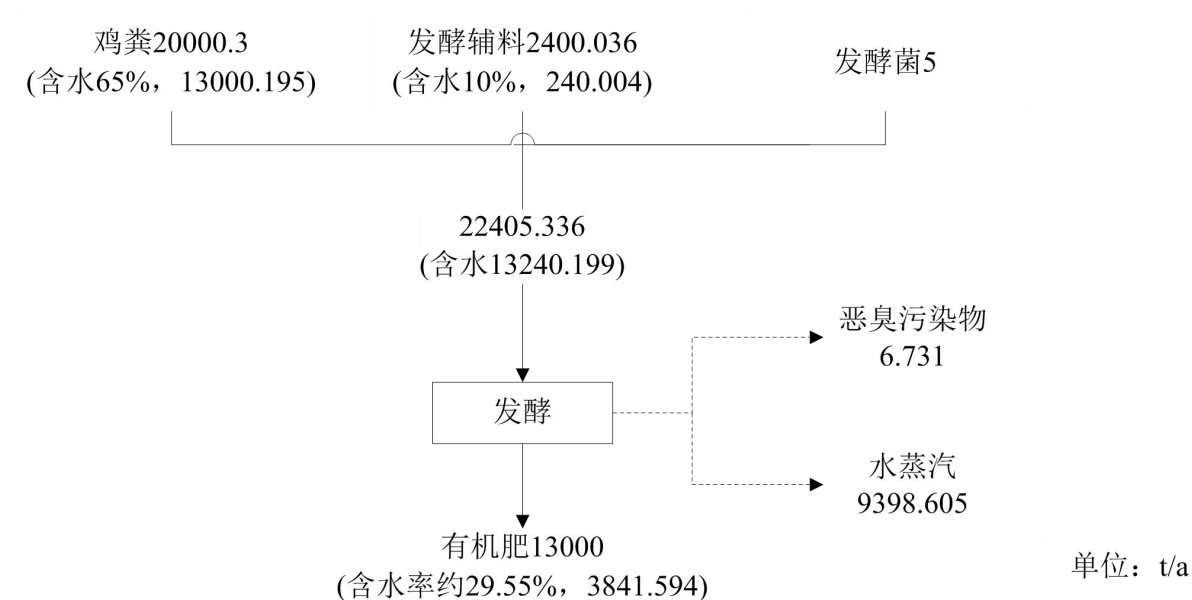 鸡粪20000.3
(含水65%，13000.195)
发酵辅料2400.036
(含水10%，240.004)
发酵菌5
22405.336
(含水13240.199)
恶臭污染物
6.731
发酵
水蒸汽
9398.605
有机肥13000
(含水率约29.55%，3841.594)
单位：t/a